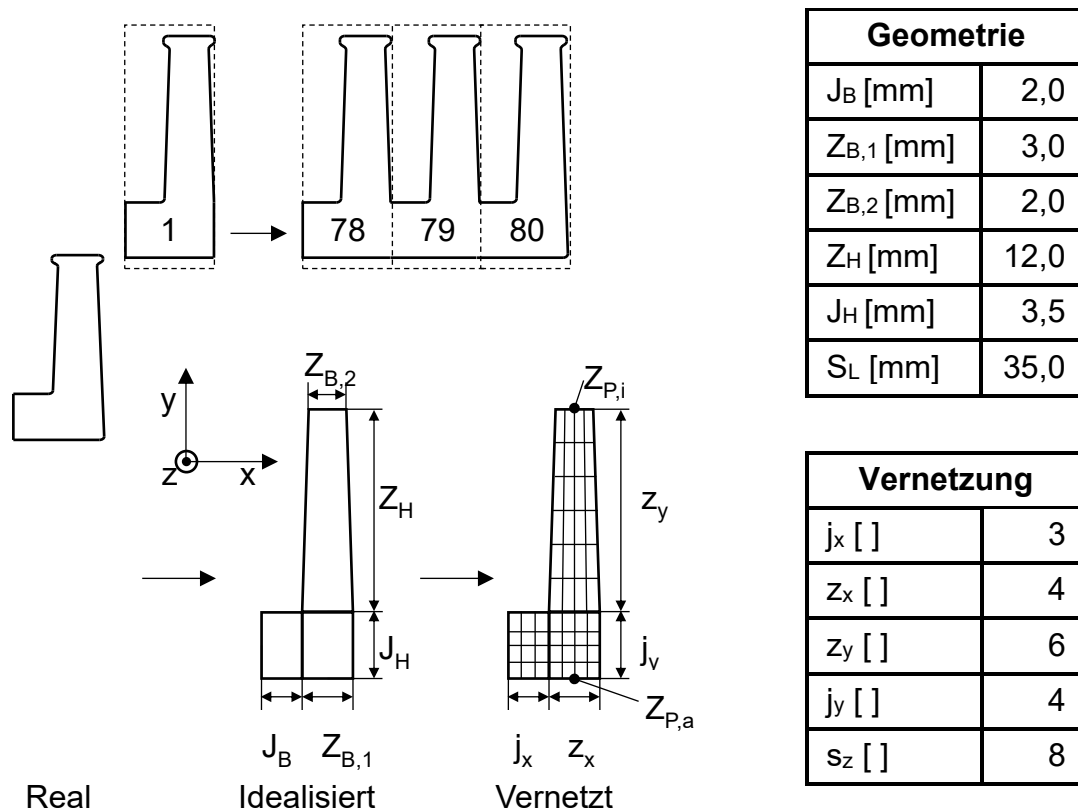 1 78 79 80
Z_B,2
Z_P,i
y
z x
Z_H
z_y
J_H
j_y
Z_P,a
J_B Z_B,1
j_x z_x
Real Idealisiert Vernetzt
Geometrie
J_B [mm] 2,0
Z_B,1 [mm] 3,0
Z_B,2 [mm] 2,0
Z_H [mm] 12,0
J_H [mm] 3,5
S_L [mm] 35,0
Vernetzung
j_x [ ] 3
z_x [ ] 4
z_y [ ] 6
j_y [ ] 4
s_z [ ] 8